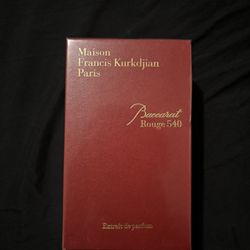 Maison
Francis Kurkdjian
Paris
Baccarat
Rouge 540
Extrait de parfum